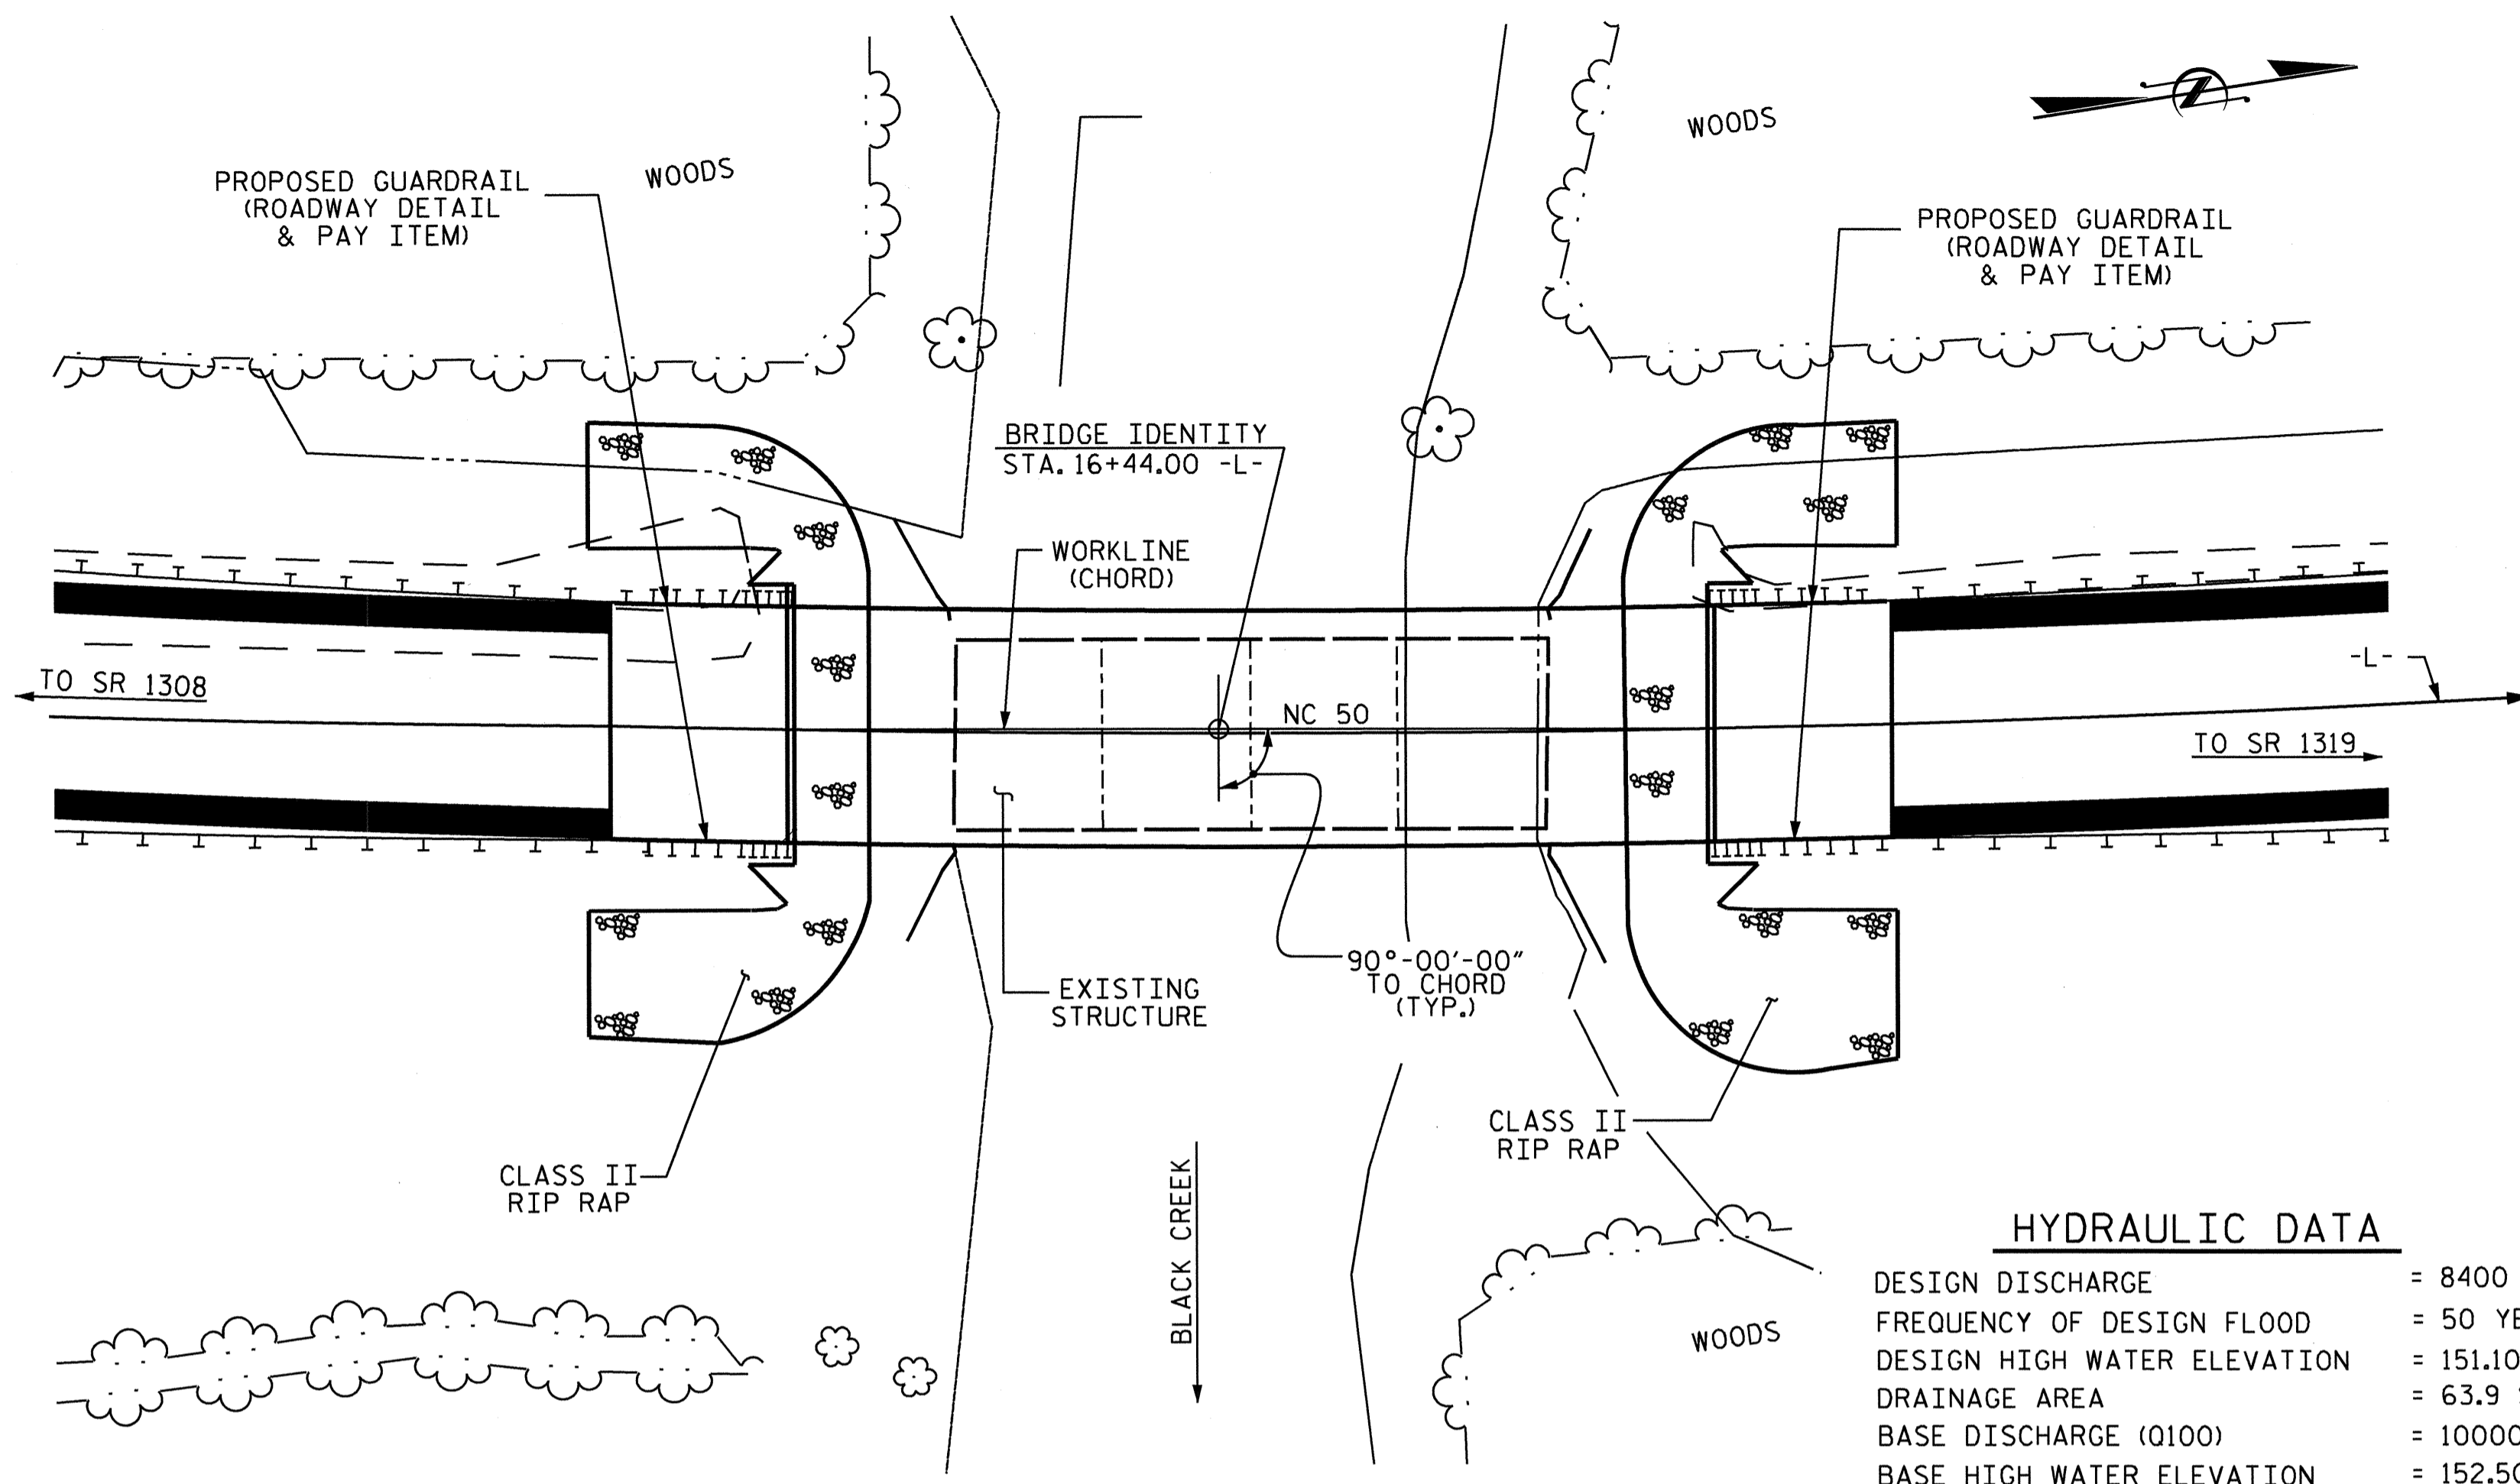 WOODS
WOODS
PROPOSED GUARDRAIL
(ROADWAY DETAIL
& PAY ITEM)
PROPOSED GUARDRAIL
(ROADWAY DETAIL
& PAY ITEM)
BRIDGE IDENTITY
STA. 16+44.00 -L-
WORKLINE
(CHORD)
-L-
TO SR 1308
NC 50
TO SR 1319
90°-00'-00"
TO CHORD
(TYP.)
EXISTING
STRUCTURE
CLASS II
RIP RAP
CLASS II
RIP RAP
BLACK CREEK
WOODS
HYDRAULIC DATA
DESIGN DISCHARGE = 8400
FREQUENCY OF DESIGN FLOOD = 50
DESIGN HIGH WATER ELEVATION = 151.10
DRAINAGE AREA = 63.9
BASE DISCHARGE (Q100) = 10000
BASE HIGH WATER ELEVATION = 152.50